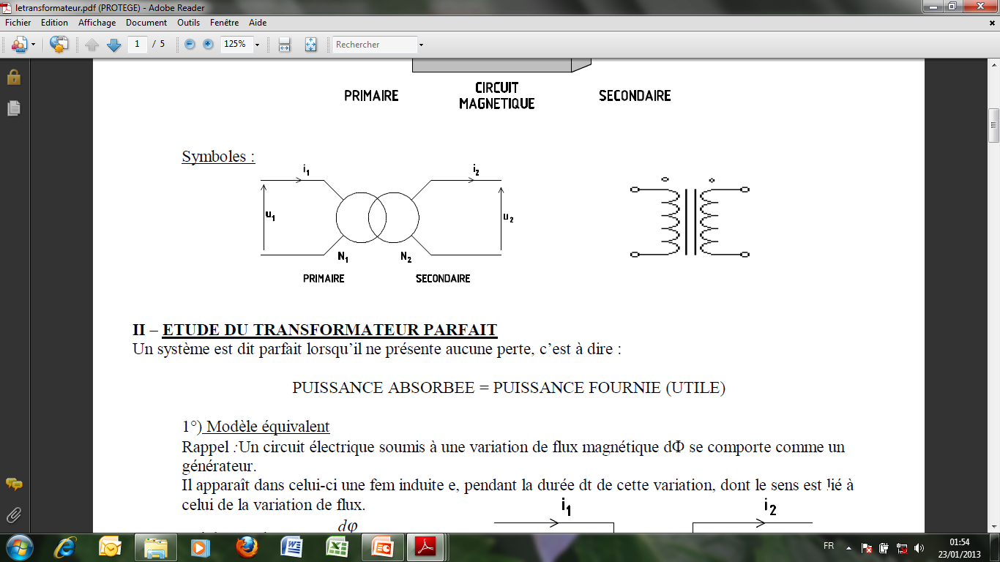 letransformateur.pdf (PROTEGE) - Adobe Reader
Fichier Edition Affichage Document Outils Fenêtre Aide
1 / 5 125% Rechercher
PRIMAIRE CIRCUIT MAGNETIQUE SECONDAIRE
Symboles :
i1 i2
u1 u2
N1 N2
PRIMAIRE SECONDAIRE
II – ETUDE DU TRANSFORMATEUR PARFAIT
Un système est dit parfait lorsqu’il ne présente aucune perte, c’est à dire :
PUISSANCE ABSORBEE = PUISSANCE FOURNIE (UTILE)
1°) Modèle équivalent
Rappel : Un circuit électrique soumis à une variation de flux magnétique dΦ se comporte comme un
générateur.
Il apparaît dans celui-ci une fem induite e, pendant la durée dt de cette variation, dont le sens est lié à
celui de la variation de flux.
i1 i2
dφ
FR 01:54
23/01/2013